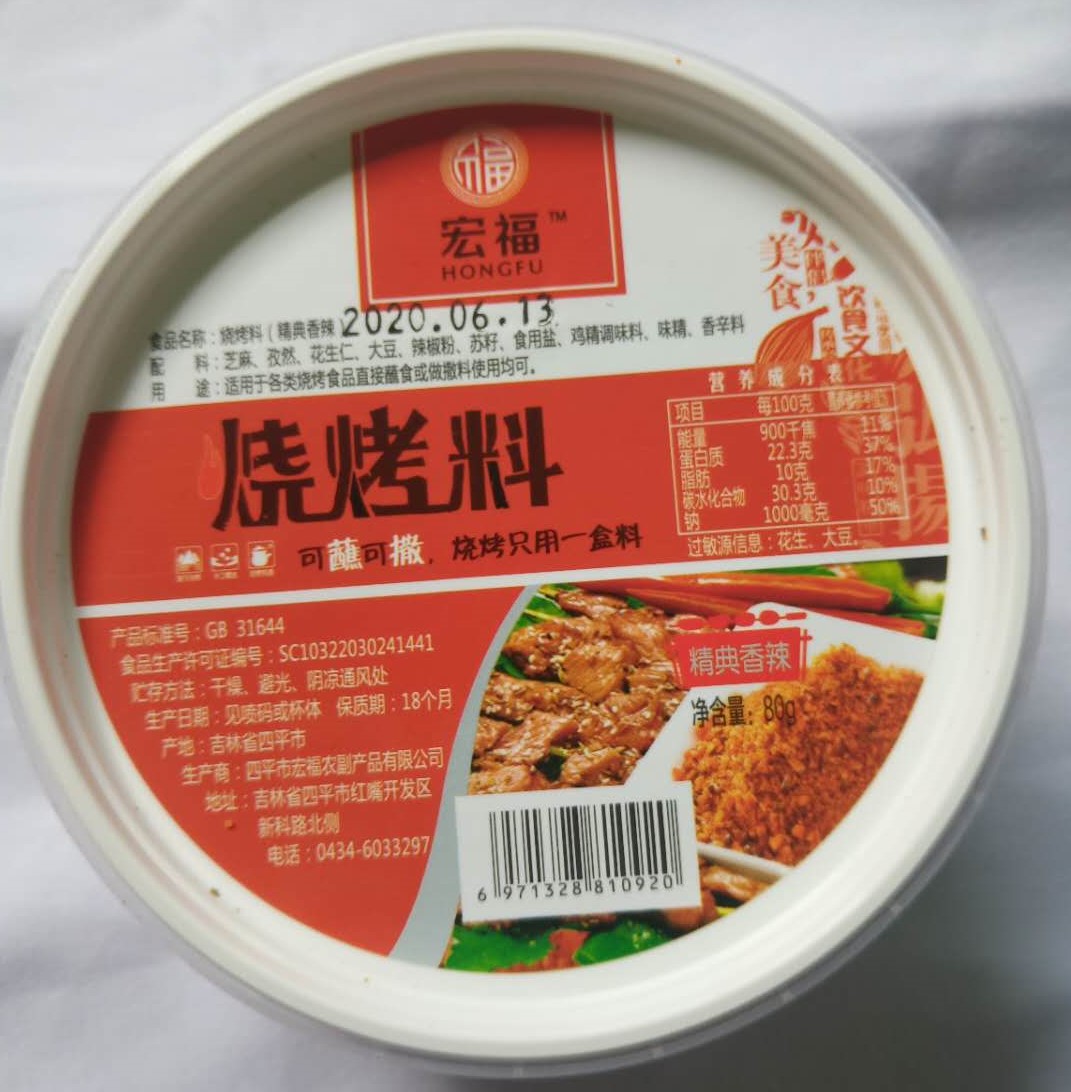 福
宏福™
HONGFU
2020.06.13
美食,
饮食文化
食品名称：烧烤料（精典香辣
配 料：芝麻、孜然、花生仁、大豆、辣椒粉、苏籽、食用盐、鸡精调味料、味精、香辛料
用 途：适用于各类烧烤食品直接蘸食或做撒料使用均可。
烧烤料
可蘸可撒，烧烤只用一盒料
营养成分表
项目 每100克
能量 900千焦 11%
蛋白质 22.3克 37%
脂肪 10克 17%
碳水化合物 30.3克 10%
钠 1000毫克 50%
过敏源信息：花生、大豆。
产品标准号：GB 31644
食品生产许可证编号：SC10322030241441
贮存方法：干燥、避光、阴凉通风处
生产日期：见喷码或杯体 保质期：18个月
产地：吉林省四平市
生产商：四平市宏福农副产品有限公司
地址：吉林省四平市红嘴开发区
新科路北侧
电话：0434-6033297
精典香辣
净含量：80g
6 971328 810920